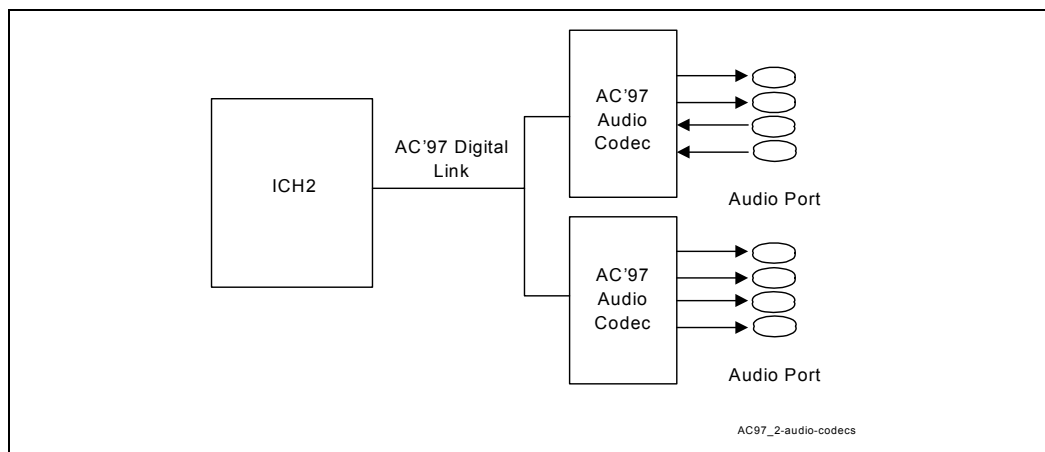 ICH2
AC’97 Digital
Link
AC’97
Audio
Codec
Audio Port
AC’97
Audio
Codec
Audio Port
AC97_2-audio-codecs